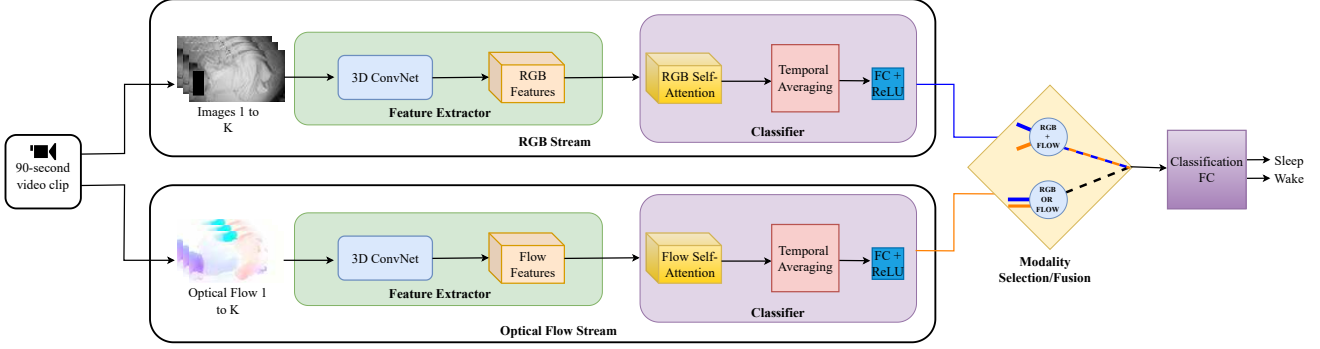 90-second
video clip
Images 1 to
K
3D ConvNet
RGB
Features
Feature Extractor
RGB Self-
Attention
Temporal
Averaging
FC +
ReLU
Classifier
RGB Stream
Optical Flow 1
to K
3D ConvNet
Flow
Features
Feature Extractor
Flow Self-
Attention
Temporal
Averaging
FC +
ReLU
Classifier
Optical Flow Stream
RGB
+
FLOW
RGB
OR
FLOW
Modality
Selection/Fusion
Classification
FC
Sleep
Wake